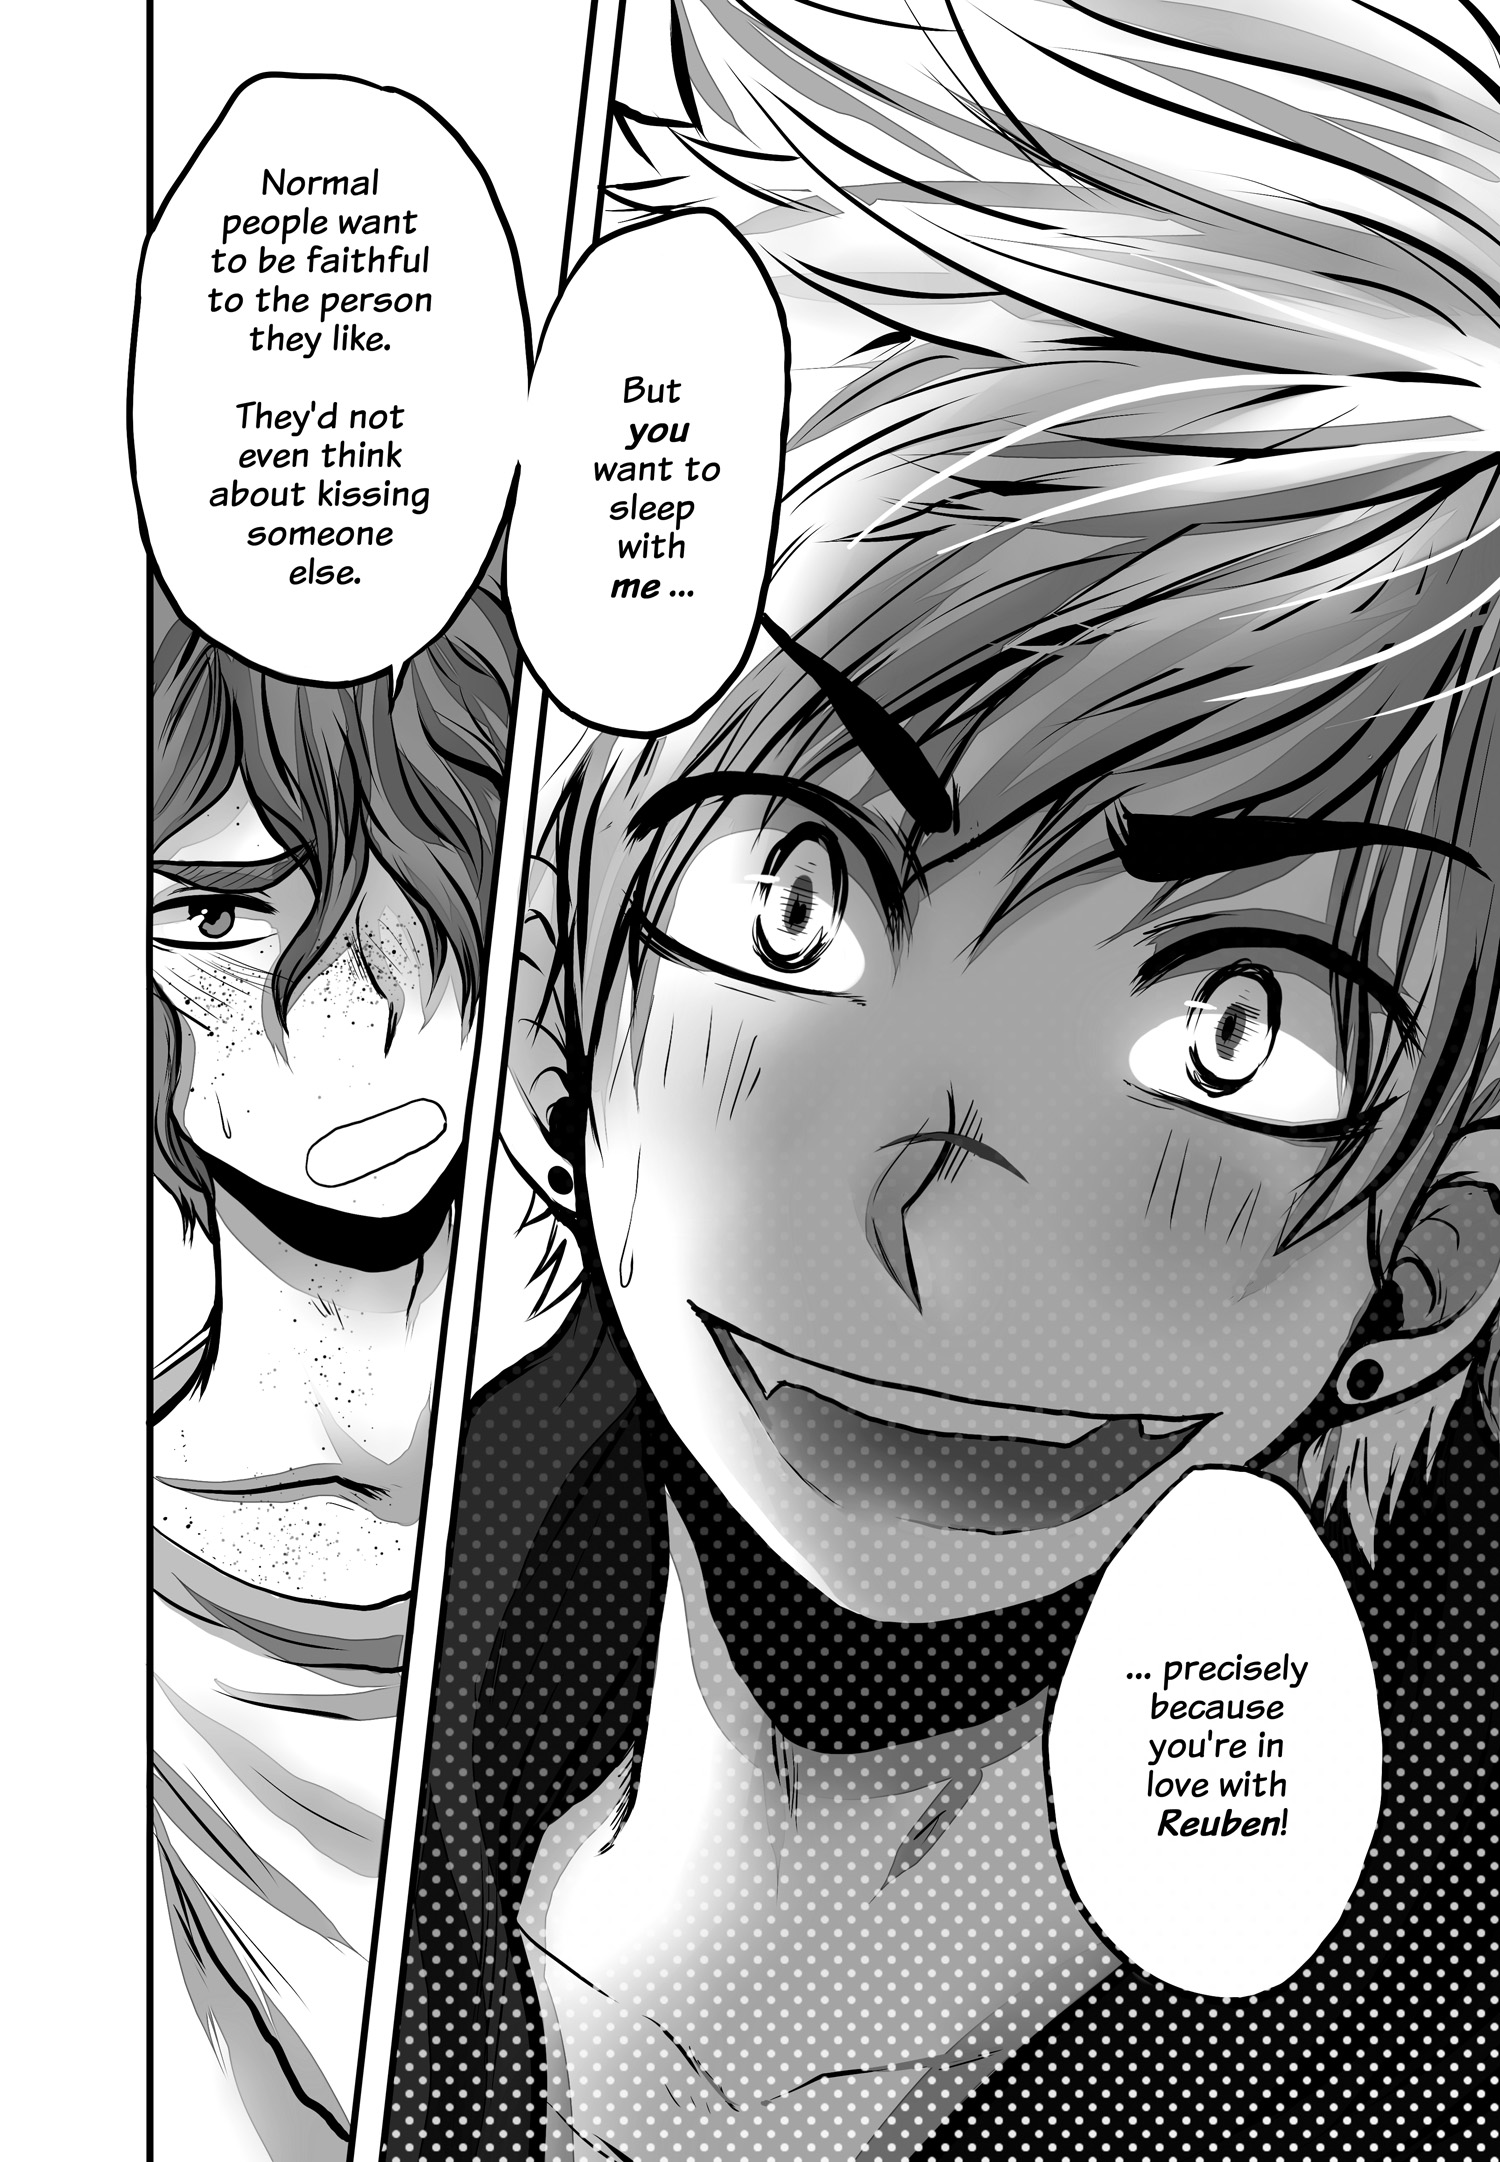 Normal
people want
to be faithful
to the person
they like.
They'd not
even think
about kissing
someone
else.
But
you
want to
sleep
with
me ...
... precisely
because
you're in
love with
Reuben!